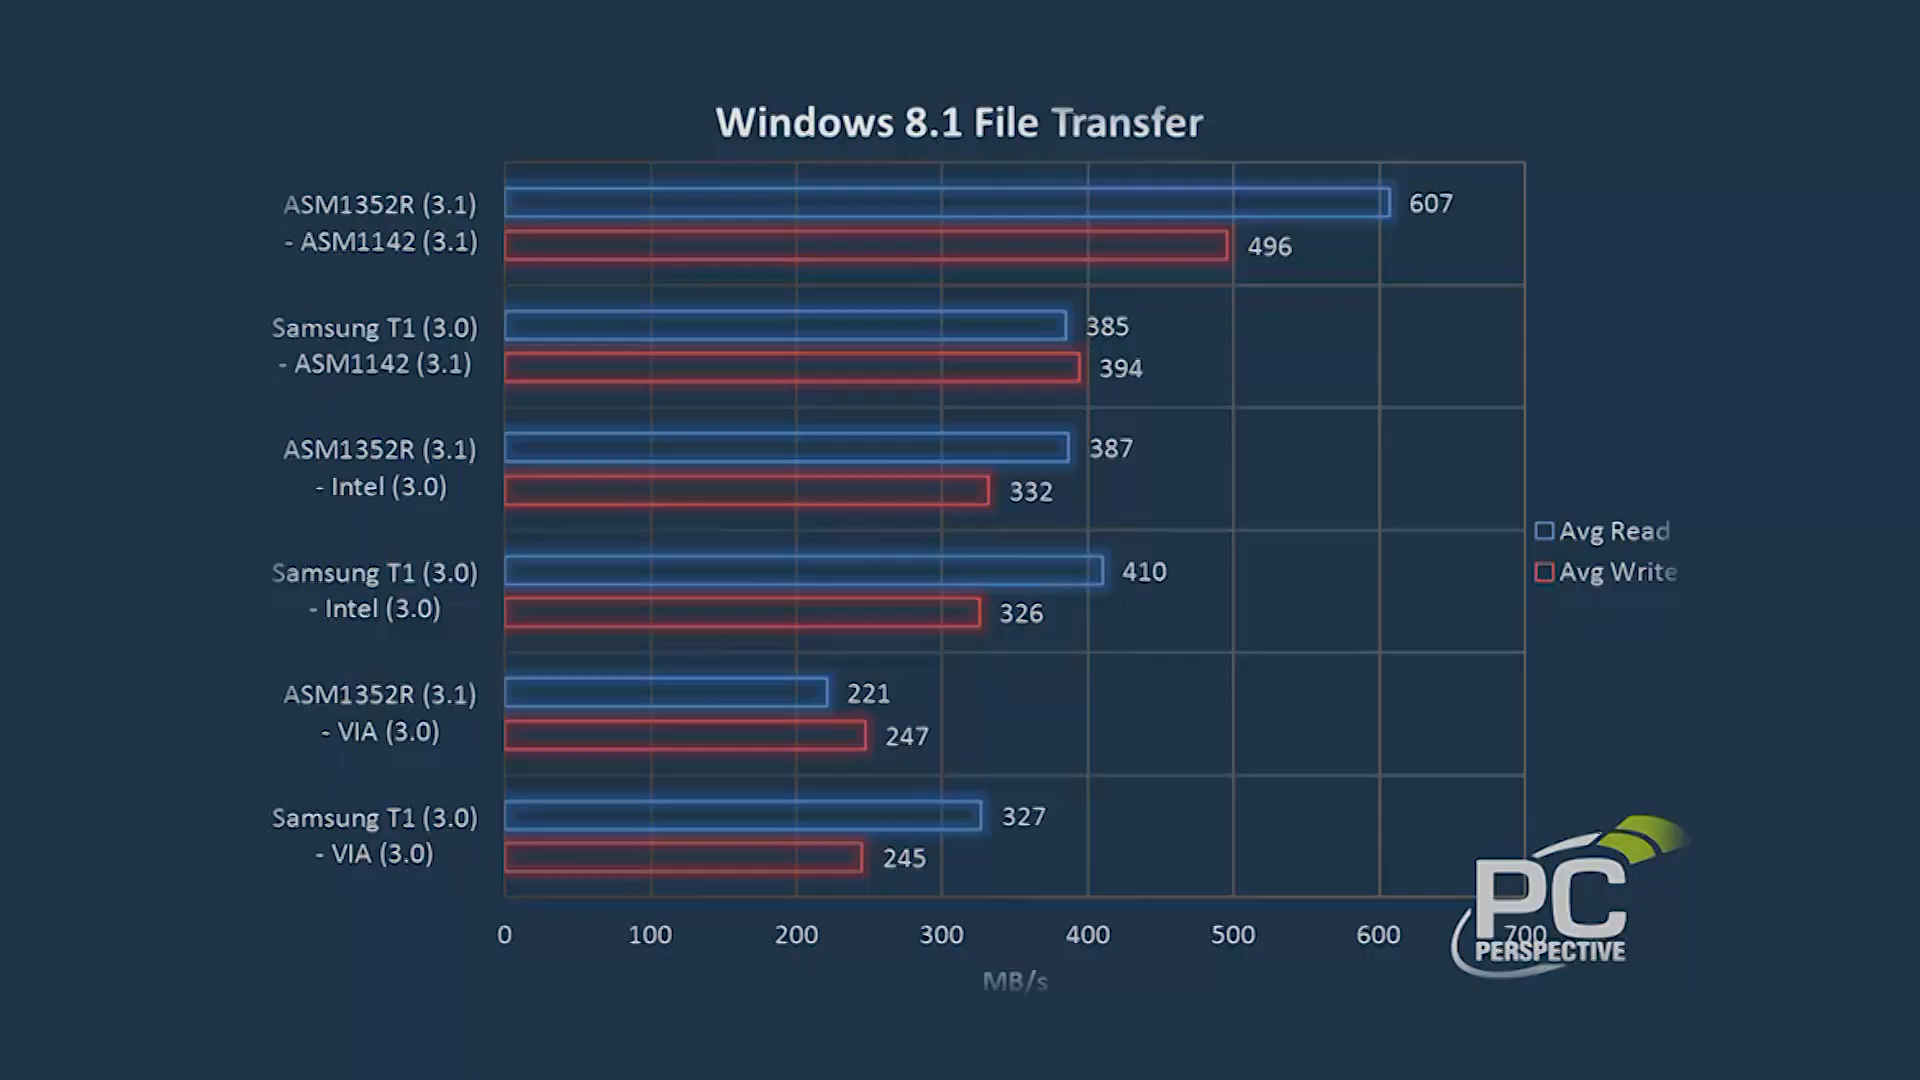 Windows 8.1 File Transfer
ASM1352R (3.1)
- ASM1142 (3.1)
607
496
Samsung T1 (3.0)
- ASM1142 (3.1)
385
394
ASM1352R (3.1)
- Intel (3.0)
387
332
Samsung T1 (3.0)
- Intel (3.0)
410
326
ASM1352R (3.1)
- VIA (3.0)
221
247
Samsung T1 (3.0)
- VIA (3.0)
327
245
Avg Read
Avg Write
0 100 200 300 400 500 600 700
MB/s
PC
PERSPECTIVE